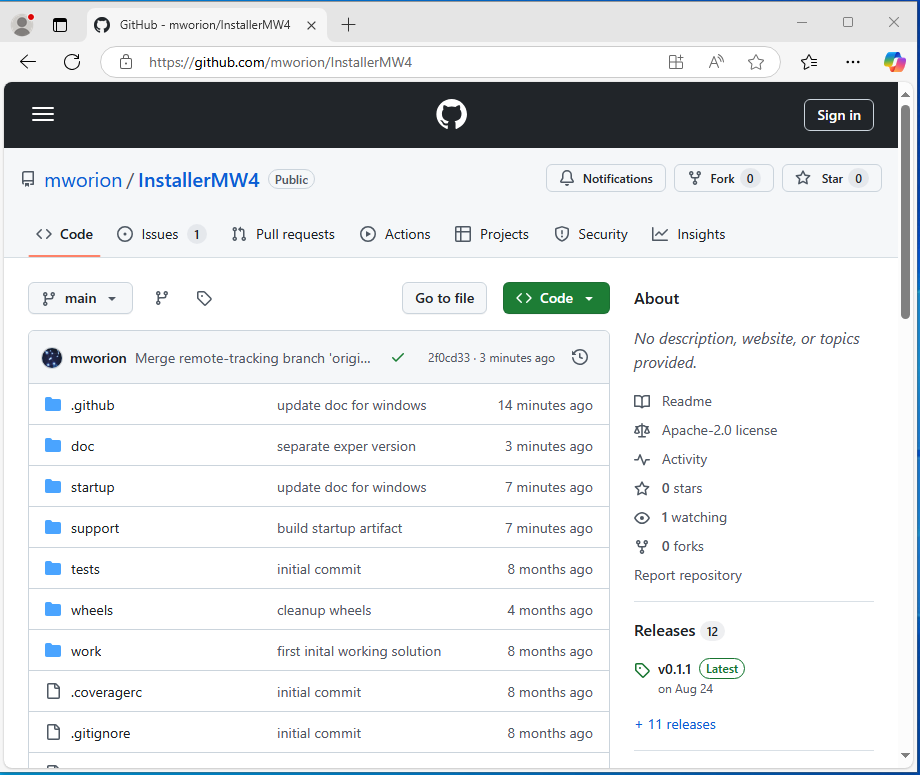 GitHub - mworion/InstallerMW4
https://github.com/mworion/InstallerMW4
Sign in
mworion / InstallerMW4 Public
Notifications Fork 0 Star 0
Code Issues 1 Pull requests Actions Projects Security Insights
main Go to file Code
mworion Merge remote-tracking branch 'origi... 2f0cd33 · 3 minutes ago
.github update doc for windows 14 minutes ago
doc separate exper version 3 minutes ago
startup update doc for windows 7 minutes ago
support build startup artifact 7 minutes ago
tests initial commit 8 months ago
wheels cleanup wheels 4 months ago
work first inital working solution 8 months ago
.coveragerc initial commit 8 months ago
.gitignore initial commit 8 months ago
About
No description, website, or topics
provided.
Readme
Apache-2.0 license
Activity
0 stars
1 watching
0 forks
Report repository
Releases 12
v0.1.1 Latest
on Aug 24
+ 11 releases